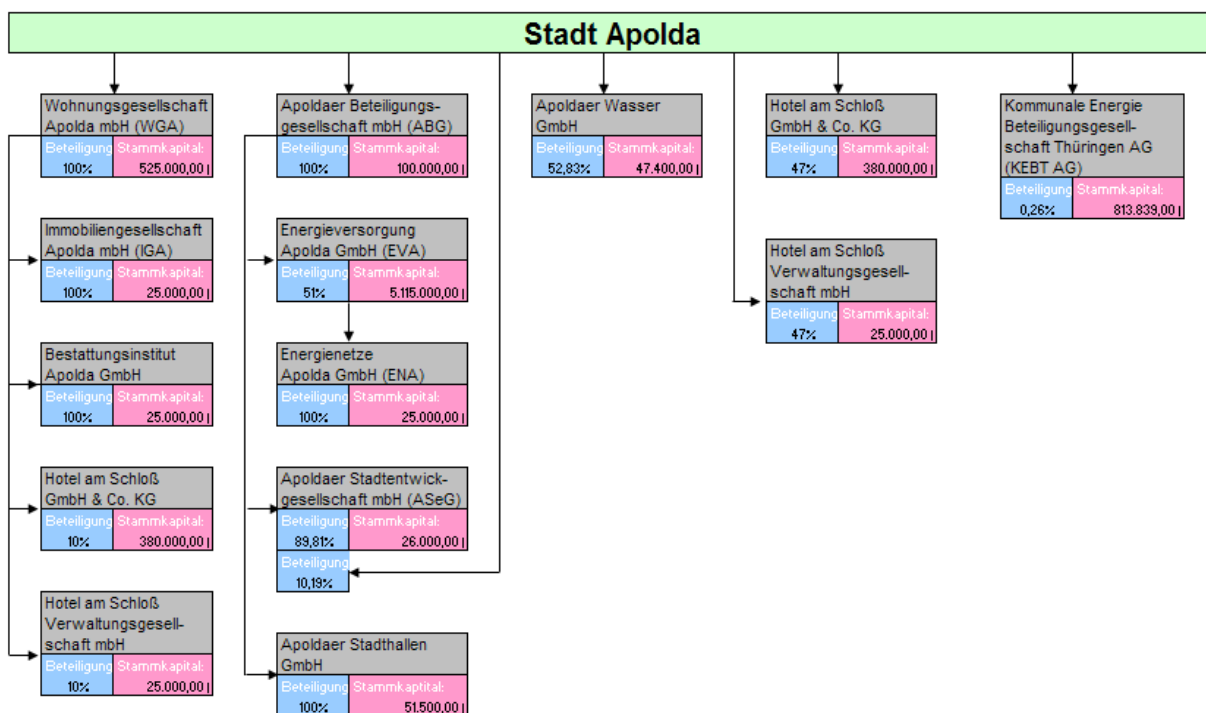 Stadt Apolda
Wohnungsgesellschaft
Apolda mbH (WGA)
Beteiligung Stammkapital:
100% 525.000,00
Immobiliengesellschaft
Apolda mbH (IGA)
Beteiligung Stammkapital:
100% 25.000,00
Bestattungsinstitut
Apolda GmbH
Beteiligung Stammkapital:
100% 25.000,00
Hotel am Schloß
GmbH & Co. KG
Beteiligung Stammkapital:
10% 380.000,00
Hotel am Schloß
Verwaltungsgesell-
schaft mbH
Beteiligung Stammkapital:
10% 25.000,00
Apoldaer Beteiligungs-
gesellschaft mbH (ABG)
Beteiligung Stammkapital:
100% 100.000,00
Energieversorgung
Apolda GmbH (EVA)
Beteiligung Stammkapital:
51% 5.115.000,00
Energienetze
Apolda GmbH (ENA)
Beteiligung Stammkapital:
100% 25.000,00
Apoldaer Stadtentwick-
gesellschaft mbH (ASeG)
Beteiligung Stammkapital:
89,81% 26.000,00
Beteiligung
10,19%
Apoldaer Stadthallen
GmbH
Beteiligung Stammkaptital:
100% 51.500,00
Apoldaer Wasser
GmbH
Beteiligung Stammkapital:
52,83% 47.400,00
Hotel am Schloß
GmbH & Co. KG
Beteiligung Stammkapital:
47% 380.000,00
Hotel am Schloß
Verwaltungsgesell-
schaft mbH
Beteiligung Stammkapital:
47% 25.000,00
Kommunale Energie
Beteiligungsgesell-
schaft Thüringen AG
(KEBT AG)
Beteiligung Stammkapital:
0,26% 813.839,00